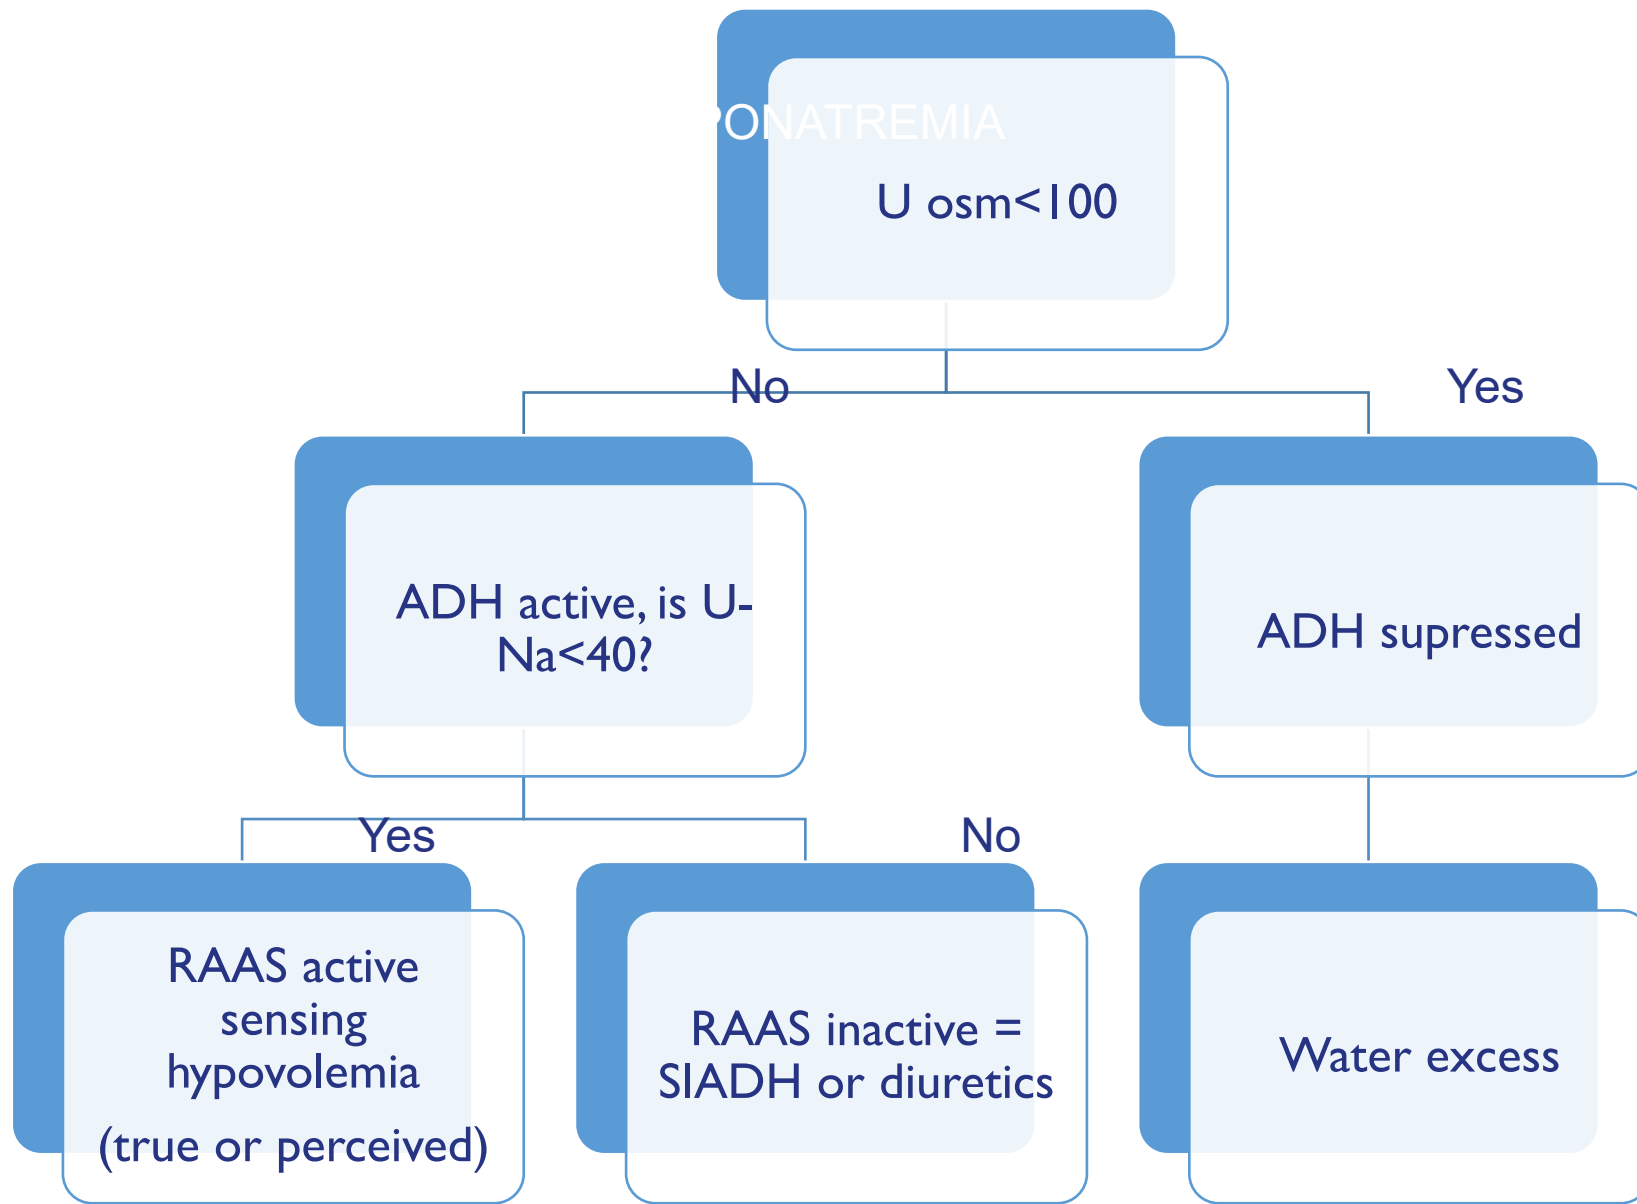 PONATREMIA
U osm<100
No
Yes
ADH active, is U-
Na<40?
ADH supressed
Yes
No
RAAS active
sensing
hypovolemia
(true or perceived)
RAAS inactive =
SIADH or diuretics
Water excess